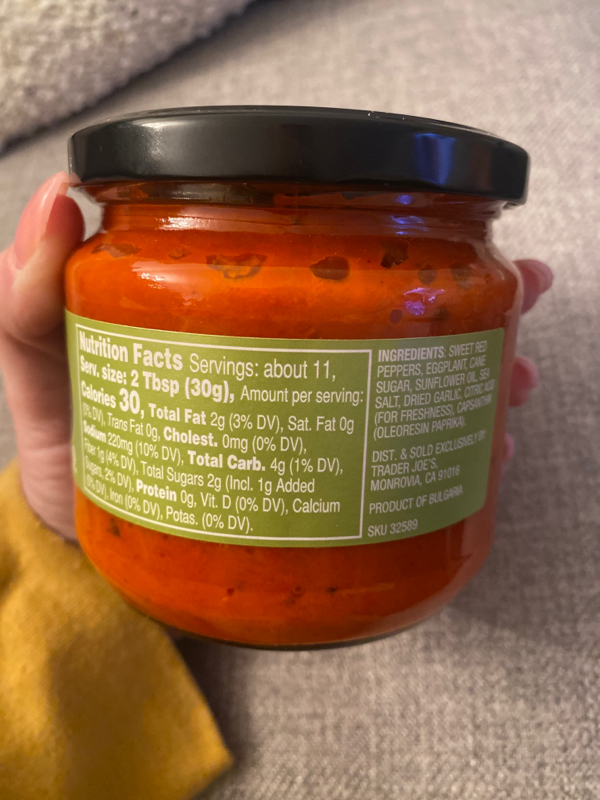 Nutrition Facts Servings: about 11,
Serv. size: 2 Tbsp (30g), Amount per serving:
Calories 30, Total Fat 2g (3% DV), Sat. Fat 0g
DV), Trans Fat 0g, Cholest. 0mg (0% DV),
Sodium 220mg (10% DV), Total Carb. 4g (1% DV),
1g (4% DV), Total Sugars 2g (Incl. 1g Added
Sugars, 2% DV), Protein 0g, Vit. D (0% DV), Calcium
DV), Iron (0% DV), Potas. (0% DV).
INGREDIENTS: SWEET RED
PEPPERS, EGGPLANT, CANE
SUGAR, SUNFLOWER OIL, SEA
SALT, DRIED GARLIC, CITRIC ACID
(FOR FRESHNESS), CAPSANTHIN
(OLEORESIN PAPRIKA).
DIST. & SOLD EXCLUSIVELY BY:
TRADER JOE'S,
MONROVIA, CA 91016
PRODUCT OF BULGARIA
SKU 32589